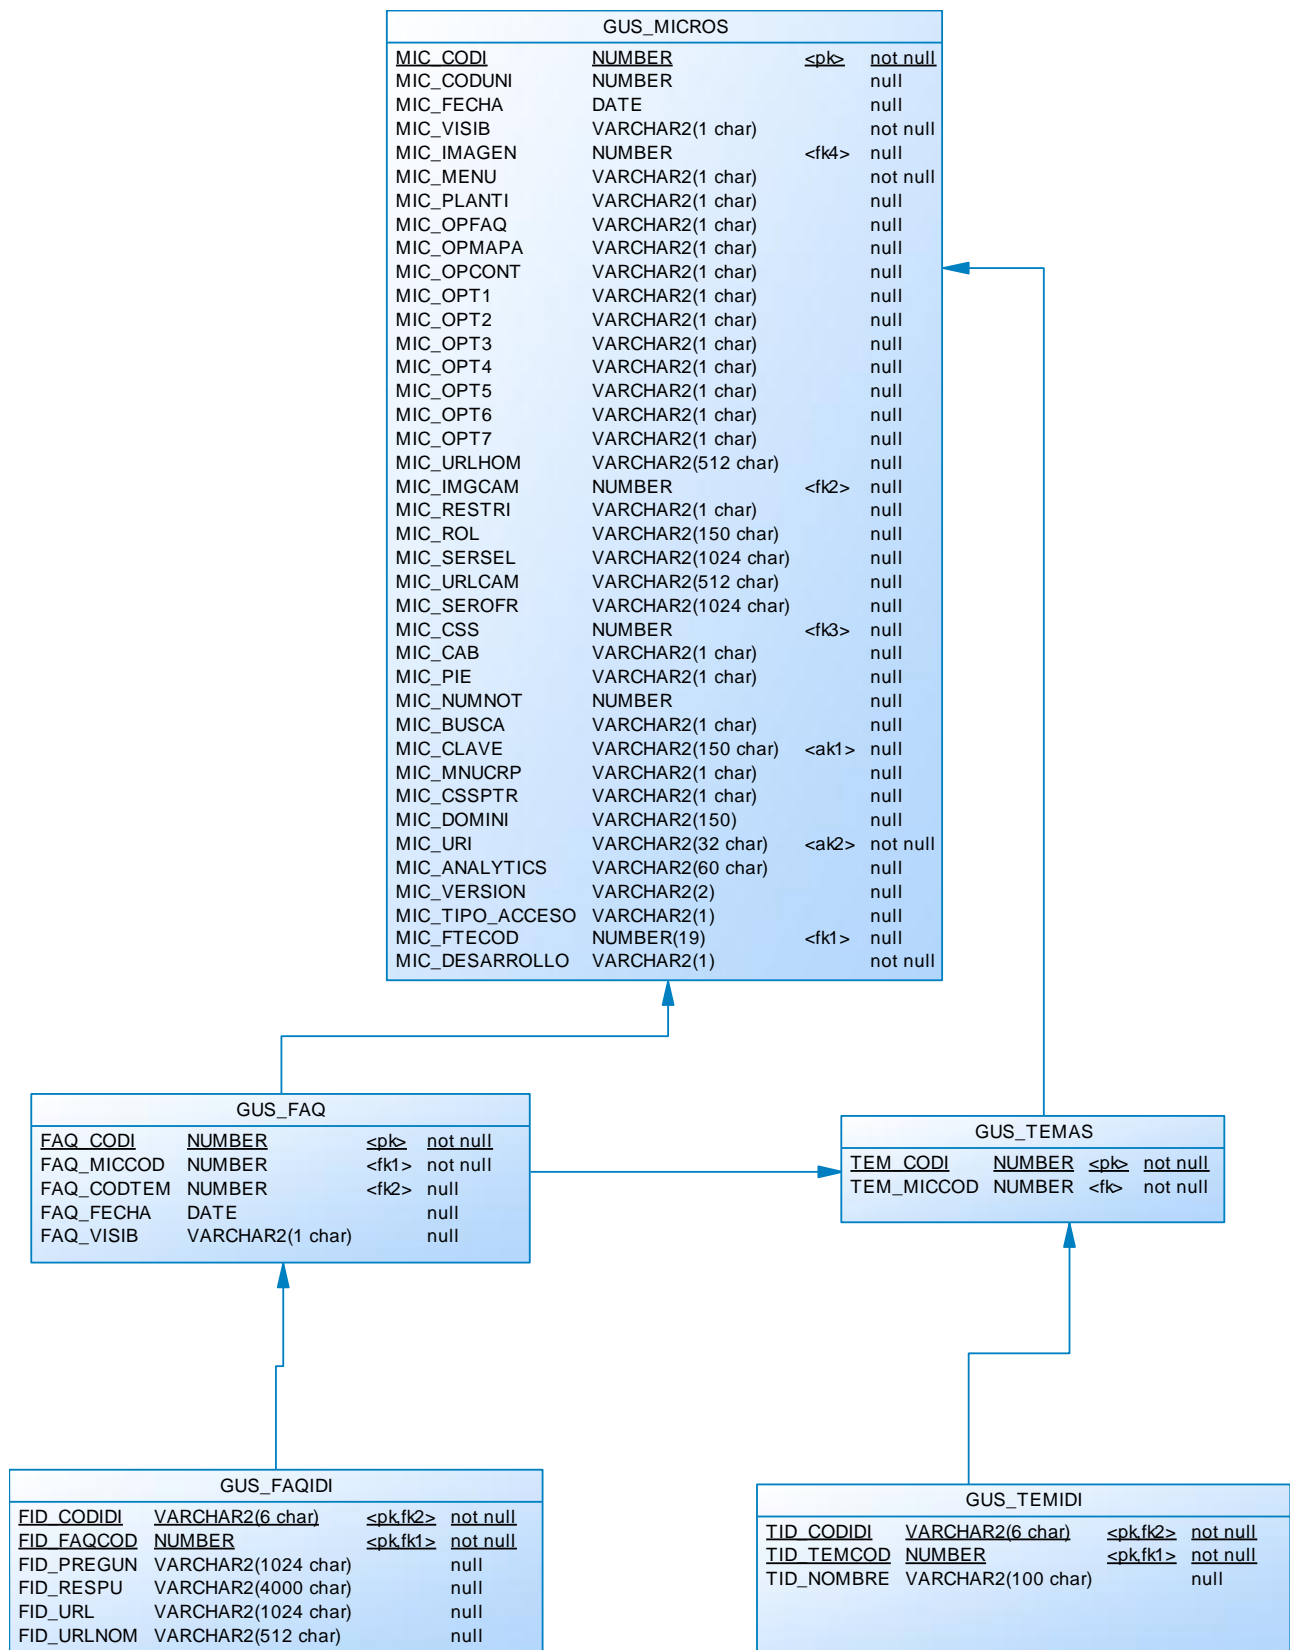 GUS_MICROS
MIC_CODI NUMBER <pk> not null
MIC_CODUNI NUMBER null
MIC_FECHA DATE null
MIC_VISIB VARCHAR2(1 char) not null
MIC_IMAGEN NUMBER <fk4> null
MIC_MENU VARCHAR2(1 char) not null
MIC_PLANTI VARCHAR2(1 char) null
MIC_OPFAQ VARCHAR2(1 char) null
MIC_OPMAPA VARCHAR2(1 char) null
MIC_OPCONT VARCHAR2(1 char) null
MIC_OPT1 VARCHAR2(1 char) null
MIC_OPT2 VARCHAR2(1 char) null
MIC_OPT3 VARCHAR2(1 char) null
MIC_OPT4 VARCHAR2(1 char) null
MIC_OPT5 VARCHAR2(1 char) null
MIC_OPT6 VARCHAR2(1 char) null
MIC_OPT7 VARCHAR2(1 char) null
MIC_URLHOM VARCHAR2(512 char) null
MIC_IMGCAM NUMBER <fk2> null
MIC_RESTRI VARCHAR2(1 char) null
MIC_ROL VARCHAR2(150 char) null
MIC_SERSEL VARCHAR2(1024 char) null
MIC_URLCAM VARCHAR2(512 char) null
MIC_SEROFR VARCHAR2(1024 char) null
MIC_CSS NUMBER <fk3> null
MIC_CAB VARCHAR2(1 char) null
MIC_PIE VARCHAR2(1 char) null
MIC_NUMNOT NUMBER null
MIC_BUSCA VARCHAR2(1 char) null
MIC_CLAVE VARCHAR2(150 char) <ak1> null
MIC_MNUCRP VARCHAR2(1 char) null
MIC_CSSPTR VARCHAR2(1 char) null
MIC_DOMINI VARCHAR2(150) null
MIC_URI VARCHAR2(32 char) <ak2> not null
MIC_ANALYTICS VARCHAR2(60 char) null
MIC_VERSION VARCHAR2(2) null
MIC_TIPO_ACCESO VARCHAR2(1) null
MIC_FTECOD NUMBER(19) <fk1> null
MIC_DESARROLLO VARCHAR2(1) not null
GUS_FAQ
FAQ_CODI NUMBER <pk> not null
FAQ_MICCOD NUMBER <fk1> not null
FAQ_CODTEM NUMBER <fk2> null
FAQ_FECHA DATE null
FAQ_VISIB VARCHAR2(1 char) null
GUS_TEMAS
TEM_CODI NUMBER <pk> not null
TEM_MICCOD NUMBER <fk> not null
GUS_FAQIDI
FID_CODIDI VARCHAR2(6 char) <pk,fk2> not null
FID_FAQCOD NUMBER <pk,fk1> not null
FID_PREGUN VARCHAR2(1024 char) null
FID_RESPU VARCHAR2(4000 char) null
FID_URL VARCHAR2(1024 char) null
FID_URLNOM VARCHAR2(512 char) null
GUS_TEMIDI
TID_CODIDI VARCHAR2(6 char) <pk,fk2> not null
TID_TEMCOD NUMBER <pk,fk1> not null
TID_NOMBRE VARCHAR2(100 char) null